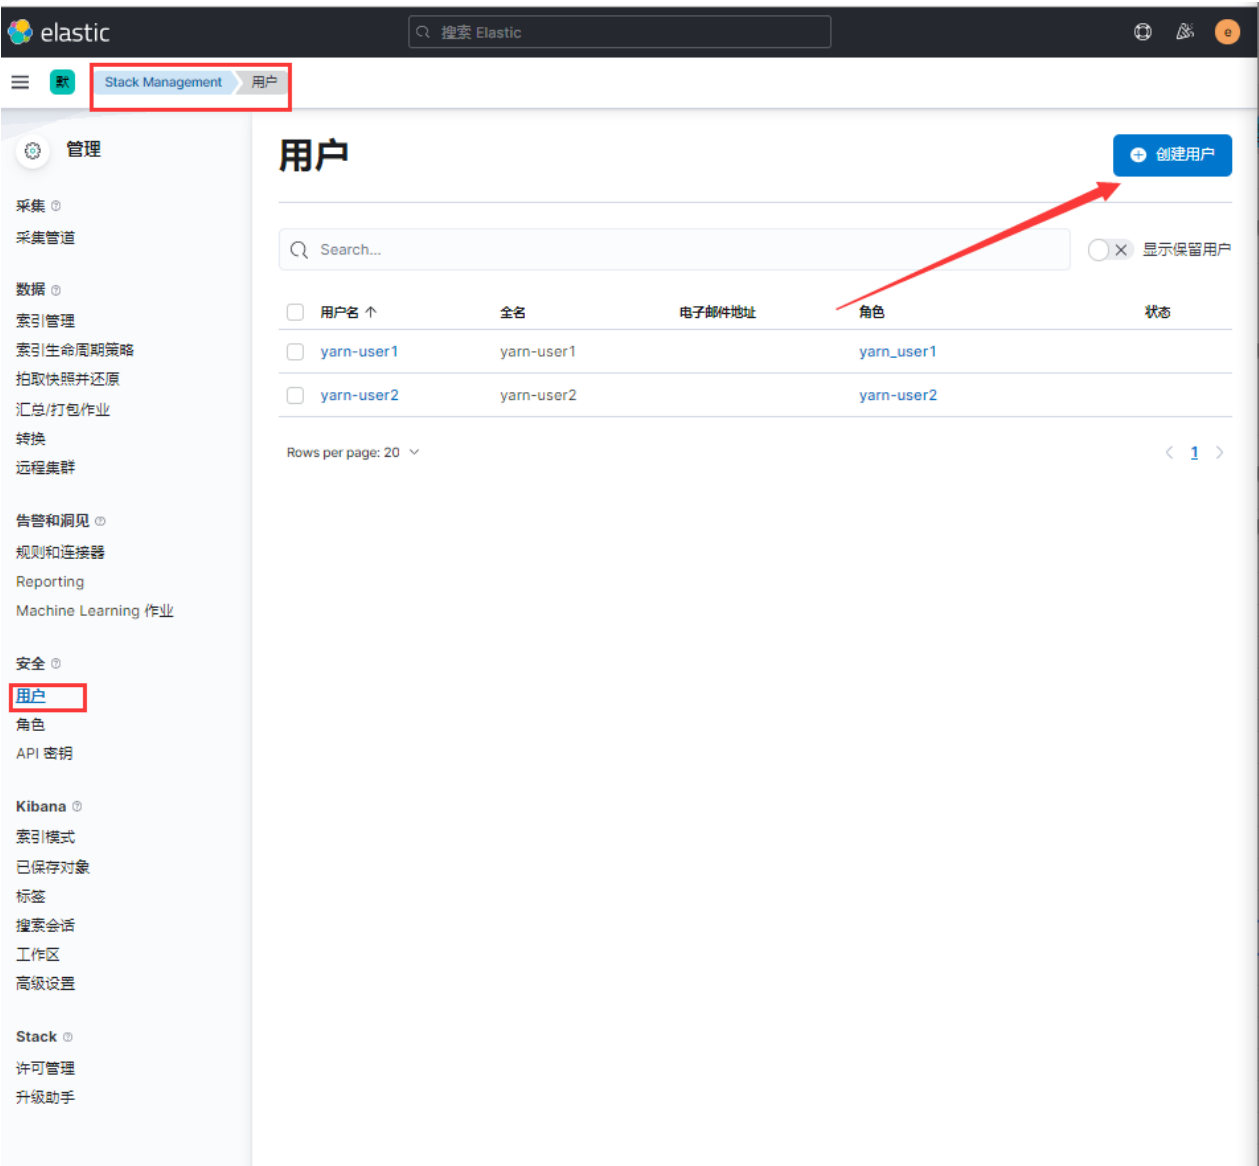 elastic
搜索 Elastic
e
默
Stack Management
用户
管理
采集
采集管道
数据
索引管理
索引生命周期策略
拍取快照并还原
汇总/打包作业
转换
远程集群
告警和洞见
规则和连接器
Reporting
Machine Learning 作业
安全
用户
角色
API 密钥
Kibana
索引模式
已保存对象
标签
搜索会话
工作区
高级设置
Stack
许可管理
升级助手
用户
创建用户
Search...
显示保留用户
用户名 全名 电子邮件地址 角色 状态
yarn-user1 yarn-user1 yarn_user1
yarn-user2 yarn-user2 yarn-user2
Rows per page: 20
1